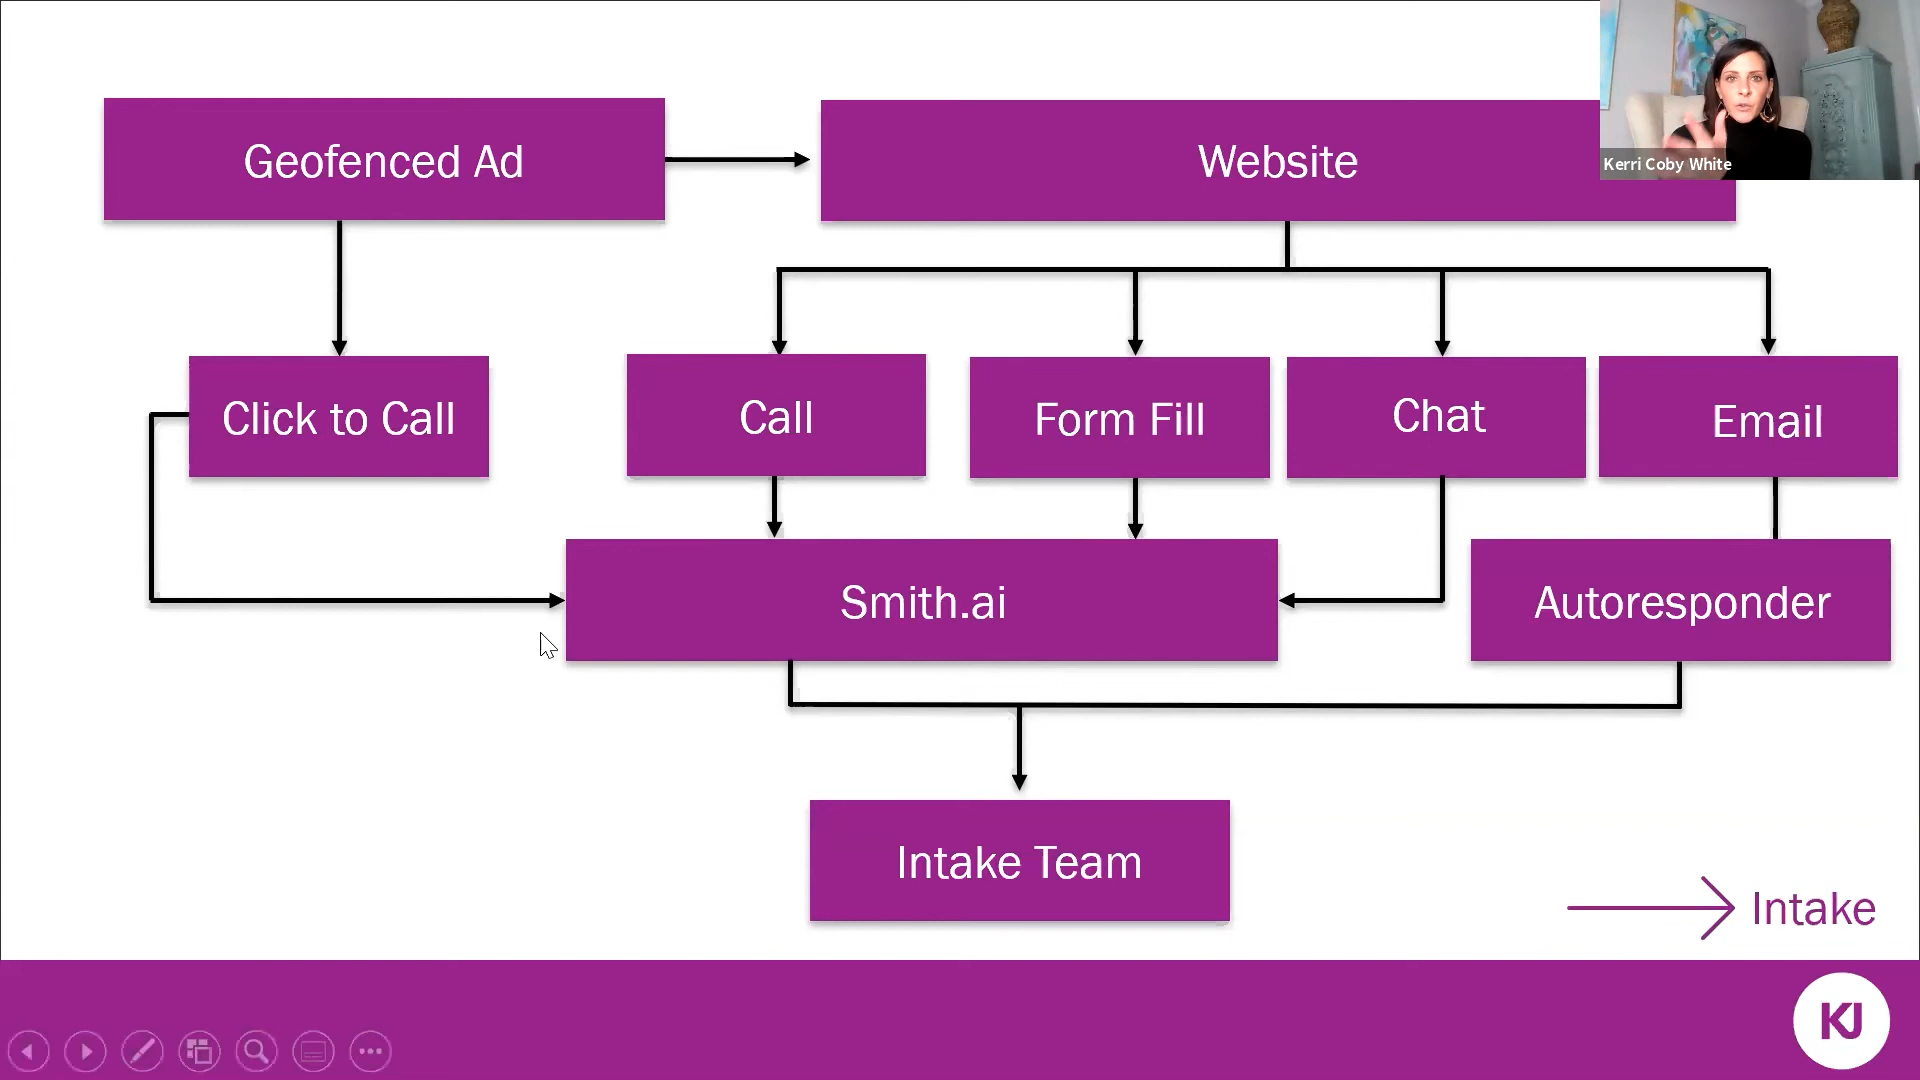 Geofenced Ad
Website
Kerri Coby White
Click to Call
Call
Form Fill
Chat
Email
Smith.ai
Autoresponder
Intake Team
Intake
KJ